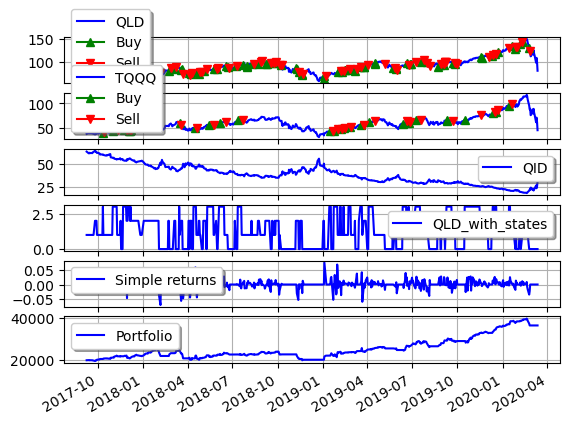 QLD
Buy
Sell
150
100
TQQQ
Buy
Sell
100
50
QID
50
25
QLD_with_states
2.5
0.0
Simple returns
0.05
0.00
−0.05
Portfolio
40000
20000
2017-10
2018-01
2018-04
2018-07
2018-10
2019-01
2019-04
2019-07
2019-10
2020-01
2020-04